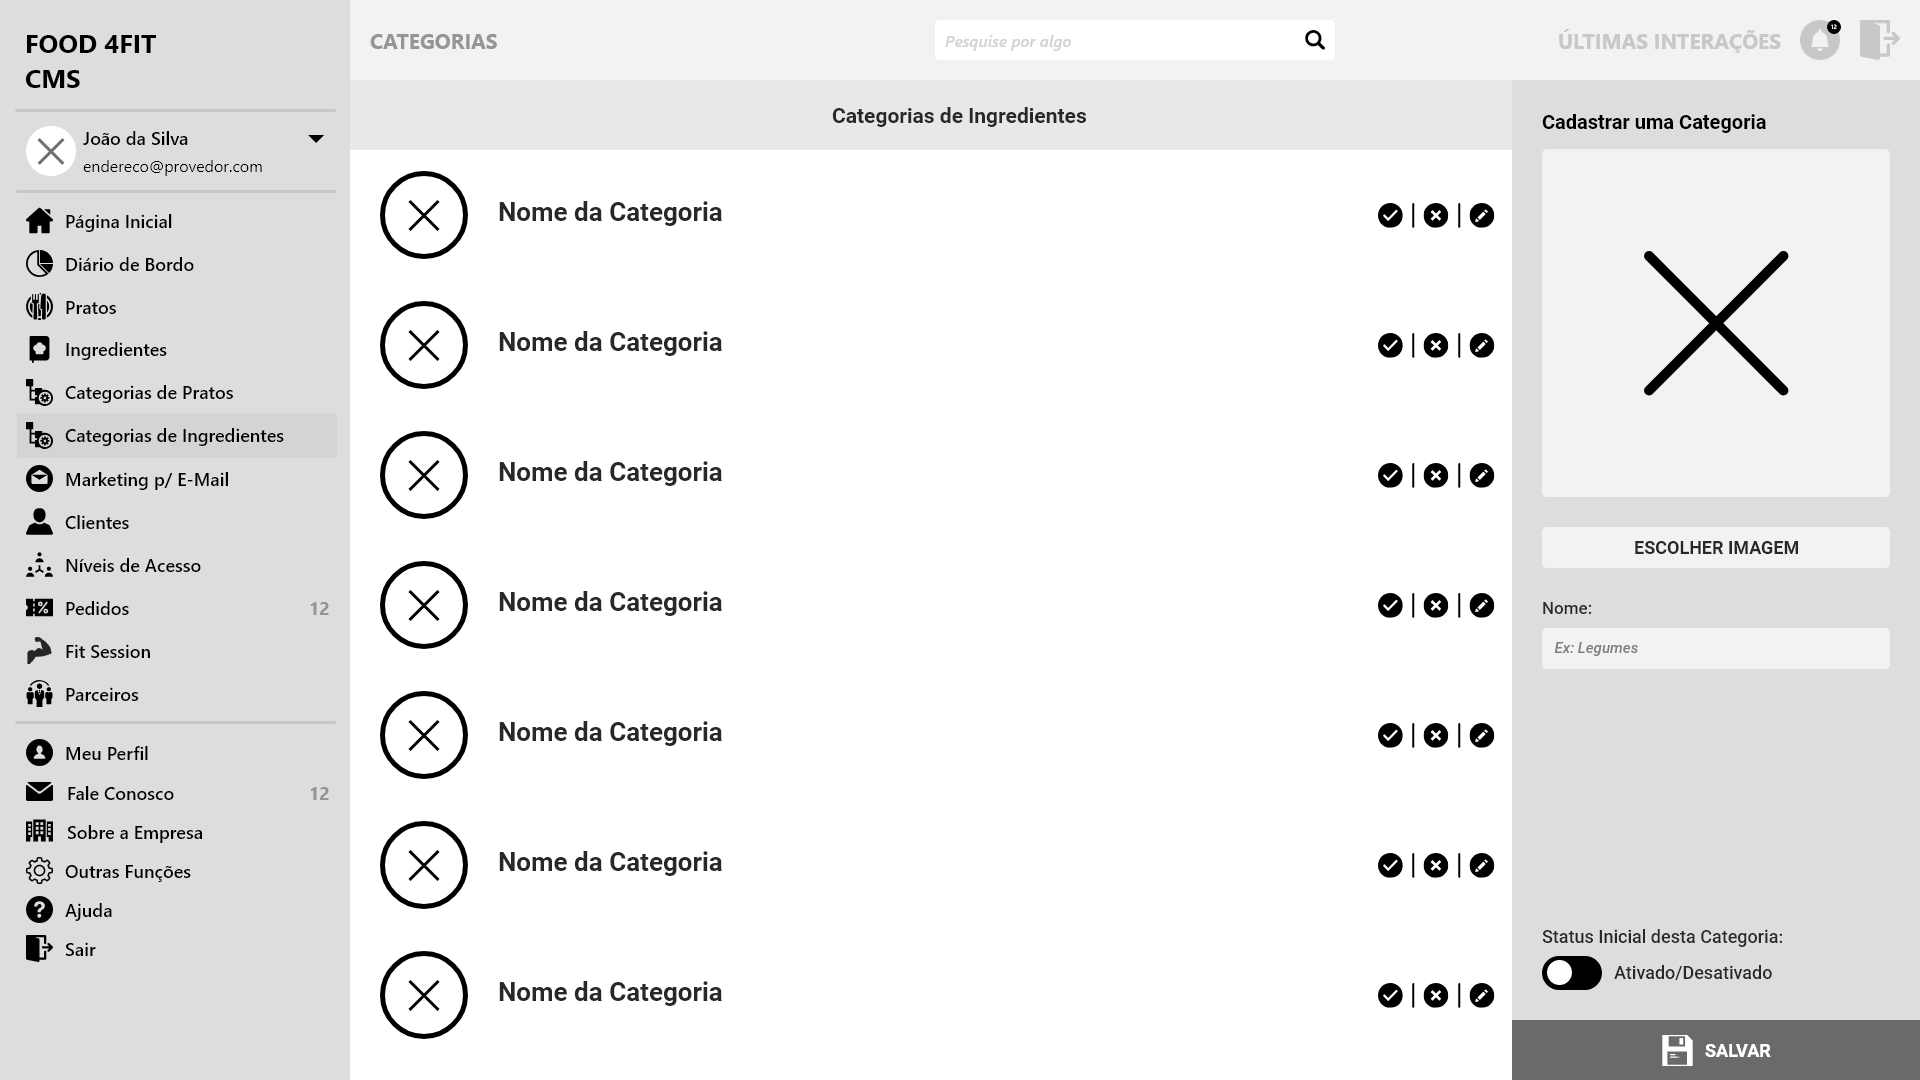 FOOD 4FIT
CMS
João da Silva
endereco@provedor.com
Página Inicial
Diário de Bordo
Pratos
Ingredientes
Categorias de Pratos
Categorias de Ingredientes
Marketing p/ E-Mail
Clientes
Níveis de Acesso
Pedidos 12
Fit Session
Parceiros
Meu Perfil
Fale Conosco 12
Sobre a Empresa
Outras Funções
Ajuda
Sair
CATEGORIAS
Pesquise por algo
ÚLTIMAS INTERAÇÕES
12
Categorias de Ingredientes
Nome da Categoria
Nome da Categoria
Nome da Categoria
Nome da Categoria
Nome da Categoria
Nome da Categoria
Nome da Categoria
Cadastrar uma Categoria
ESCOLHER IMAGEM
Nome:
Ex: Legumes
Status Inicial desta Categoria:
Ativado/Desativado
SALVAR